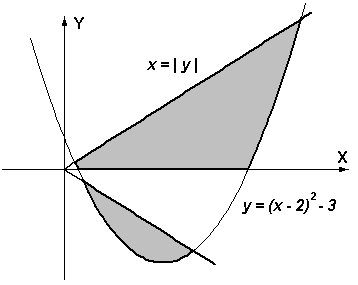 Y
x = | y |
X
y = (x - 2)² - 3